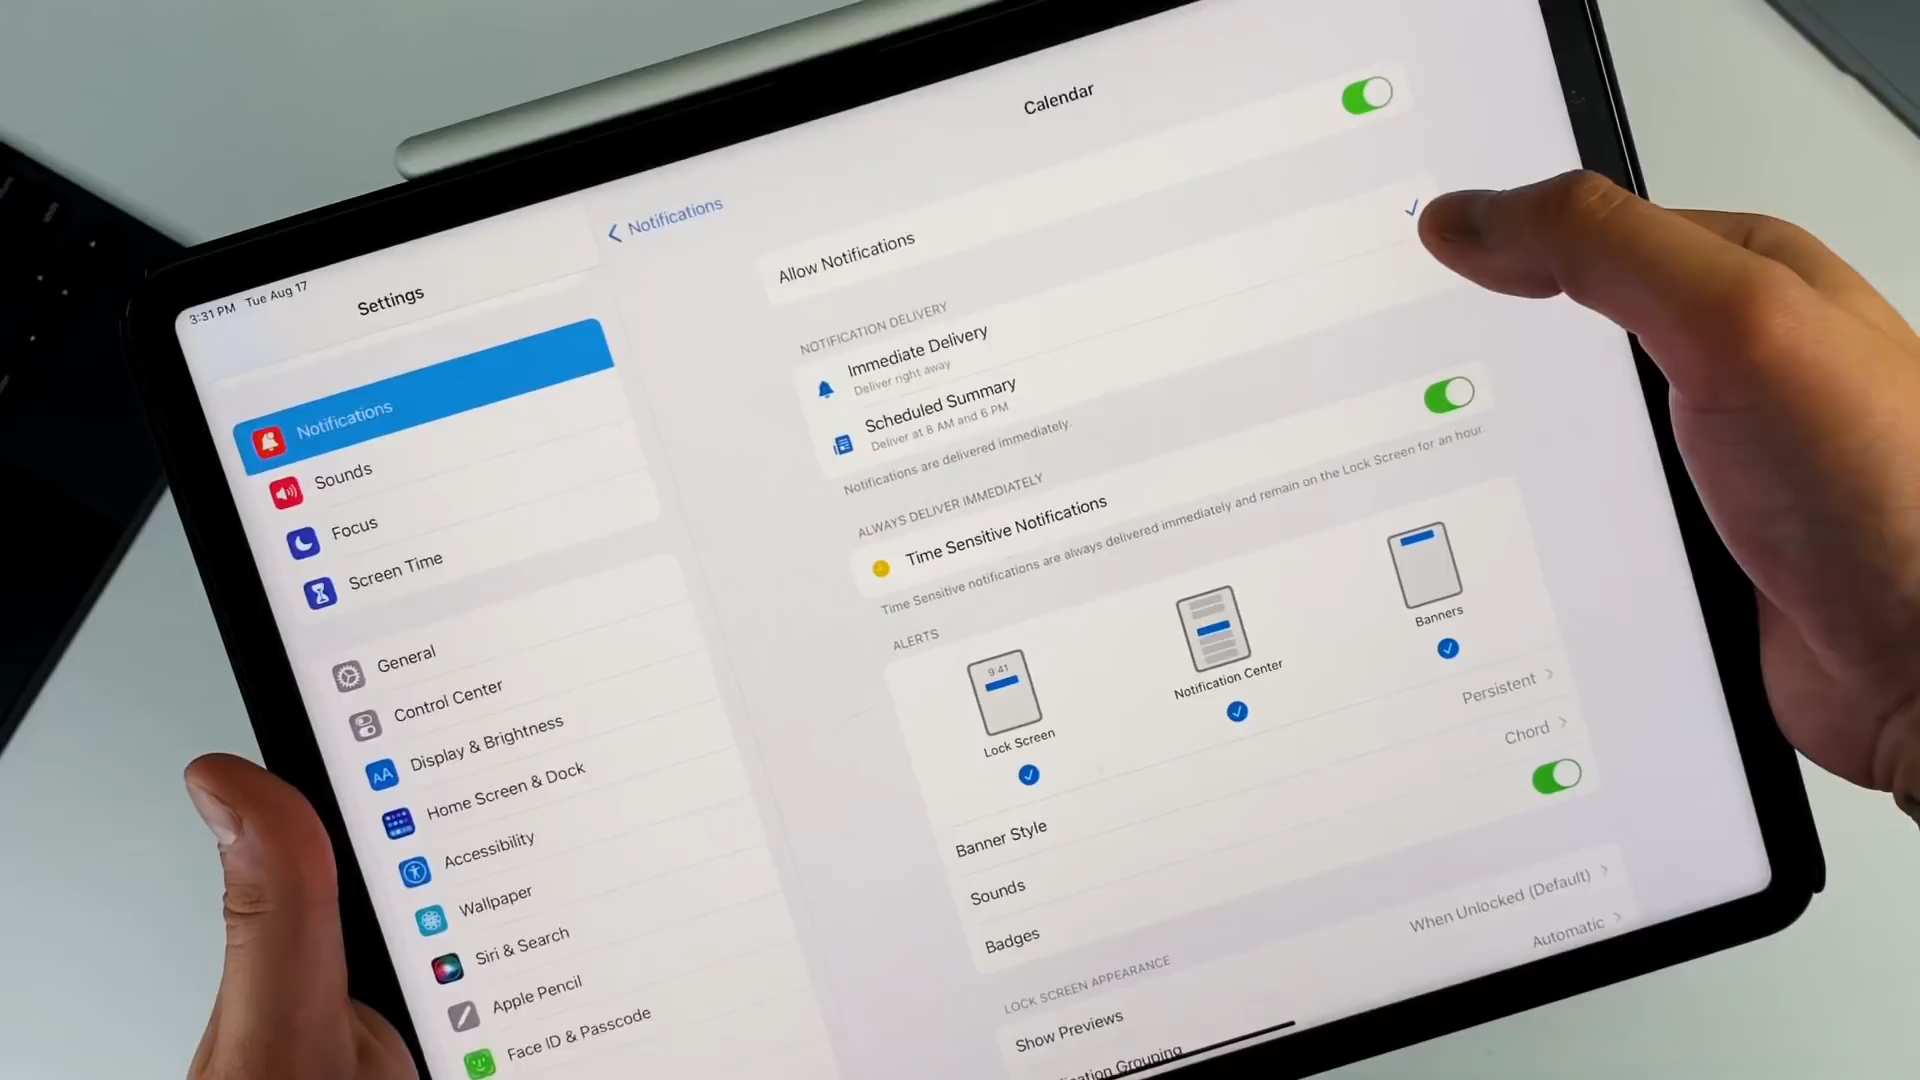 3:31 PM Tue Aug 17
Settings
Notifications
Sounds
Focus
Screen Time
General
Control Center
AA
Display & Brightness
Home Screen & Dock
Accessibility
Wallpaper
Siri & Search
Apple Pencil
Face ID & Passcode
Notifications
Calendar
Allow Notifications
NOTIFICATION DELIVERY
Immediate Delivery
Deliver right away
Scheduled Summary
Deliver at 8 AM and 6 PM
Notifications are delivered immediately.
ALWAYS DELIVER IMMEDIATELY
Time Sensitive Notifications
Time Sensitive notifications are always delivered immediately and remain on the Lock Screen for an hour.
ALERTS
9:41
Lock Screen
Notification Center
Banners
Banner Style Persistent
Sounds Chord
Badges
LOCK SCREEN APPEARANCE
Show Previews When Unlocked (Default)
Grouping Automatic